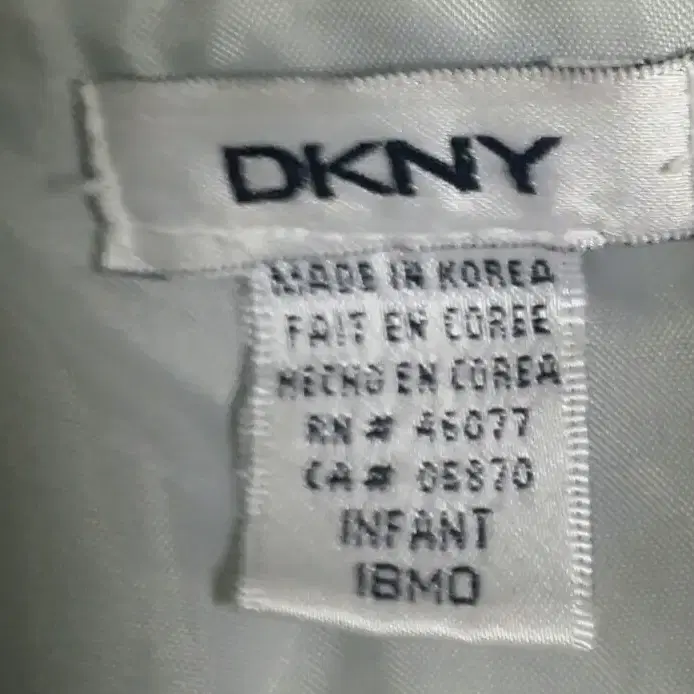 DKNY
MADE IN KOREA
FAIT EN COREE
HECHO EN COREA
RN # 46077
CA # 05870
INFANT
18MO